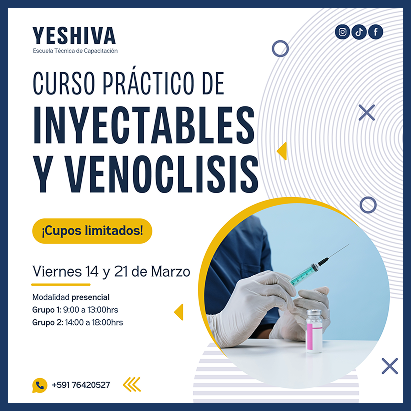 YESHIVA
Escuela Técnica de Capacitación
CURSO PRÁCTICO DE
INYECTABLES
Y VENOCLISIS
¡Cupos limitados!
Viernes 14 y 21 de Marzo
Modalidad presencial
Grupo 1: 9:00 a 13:00hrs
Grupo 2: 14:00 a 18:00hrs
+591 76420527